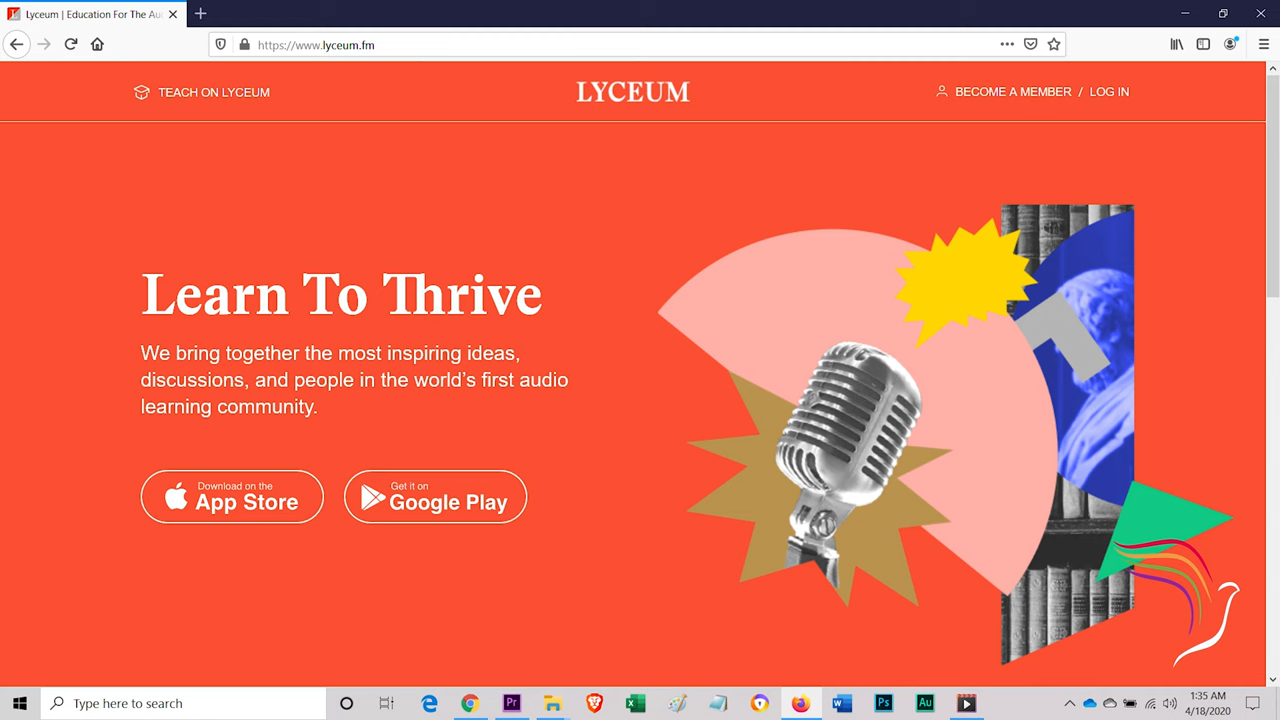 Lyceum | Education For The Au
https://www.lyceum.fm
TEACH ON LYCEUM
LYCEUM
BECOME A MEMBER / LOG IN
Learn To Thrive
We bring together the most inspiring ideas,
discussions, and people in the world's first audio
learning community.
Download on the
App Store
Get it on
Google Play
Type here to search
Pr
Ps
Au
1:35 AM
4/18/2020